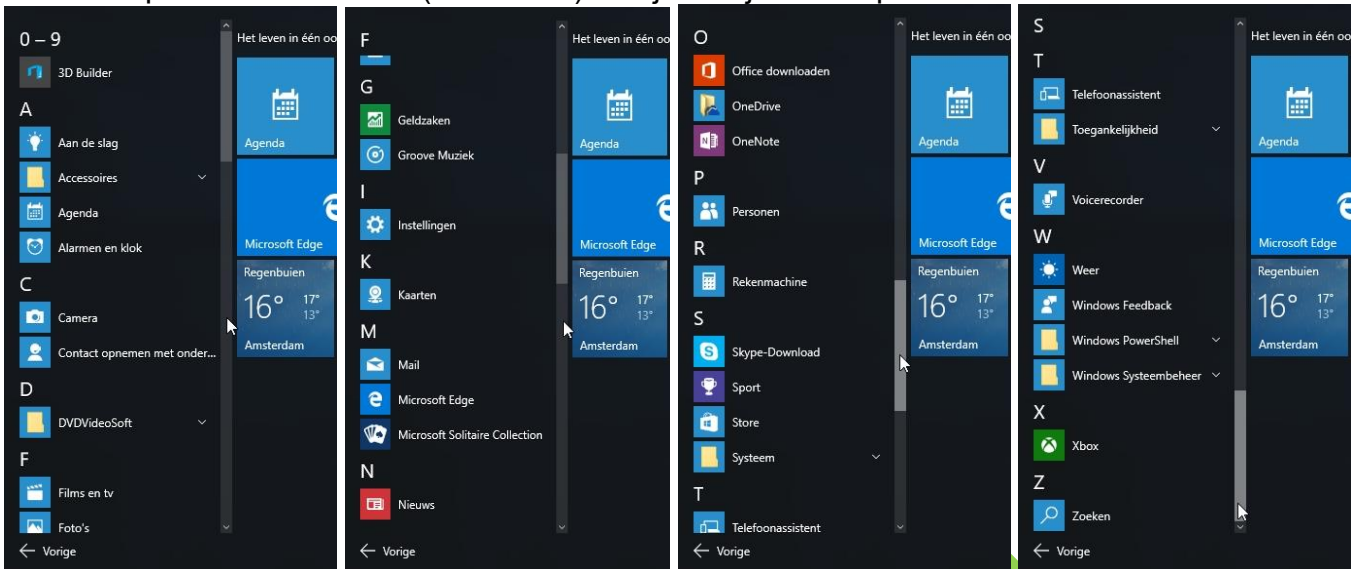 0 – 9
3D Builder
A
Aan de slag
Accessoires
Agenda
Alarmen en klok
C
Camera
Contact opnemen met onder...
D
DVDVideoSoft
F
Films en tv
Foto's
Vorige
Het leven in één oo
Agenda
Microsoft Edge
Regenbuien
16° 17°
13°
Amsterdam
F
G
Geldzaken
Groove Muziek
I
Instellingen
K
Kaarten
M
Mail
Microsoft Edge
Microsoft Solitaire Collection
N
Nieuws
Vorige
Het leven in één oo
Agenda
Microsoft Edge
Regenbuien
16° 17°
13°
Amsterdam
O
Office downloaden
OneDrive
OneNote
P
Personen
R
Rekenmachine
S
Skype-Download
Sport
Store
Systeem
T
Telefoonassistent
Vorige
Het leven in één oo
Agenda
Microsoft Edge
Regenbuien
16° 17°
13°
Amsterdam
S
T
Telefoonassistent
Toegankelijkheid
V
Voicerecorder
W
Weer
Windows Feedback
Windows PowerShell
Windows Systeembeheer
X
Xbox
Z
Zoeken
Vorige
Het leven in één oo
Agenda
Microsoft Edge
Regenbuien
16° 17°
13°
Amsterdam